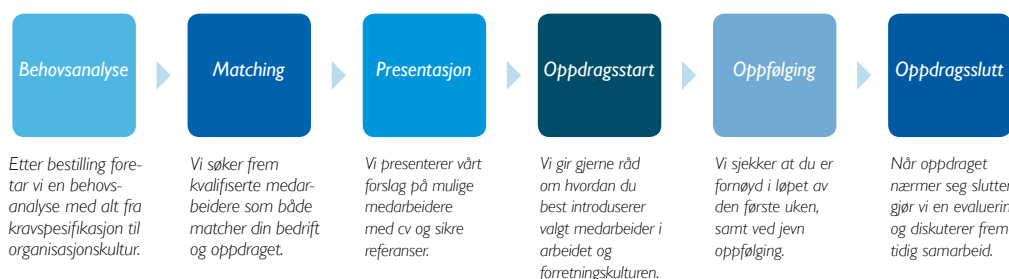 Behovsanalyse
Matching
Presentasjon
Oppdragsstart
Oppfølging
Oppdragsslutt
Etter bestilling fore-
tar vi en behovs-
analyse med alt fra
kravspesifikasjon til
organisasjonskultur.
Vi søker frem
kvalifiserte medar-
beidere som både
matcher din bedrift
og oppdraget.
Vi presenterer vårt
forslag på mulige
medarbeidere
med cv og sikre
referanser.
Vi gir gjerne råd
om hvordan du
best introduserer
valgt medarbeider i
arbeidet og
forretningskulturen.
Vi sjekker at du er
fornøyd i løpet av
den første uken,
samt ved jevn
oppfølging.
Når oppdraget
nærmer seg slutten
gjør vi en evaluerin
og diskuterer frem
tidig samarbeid.